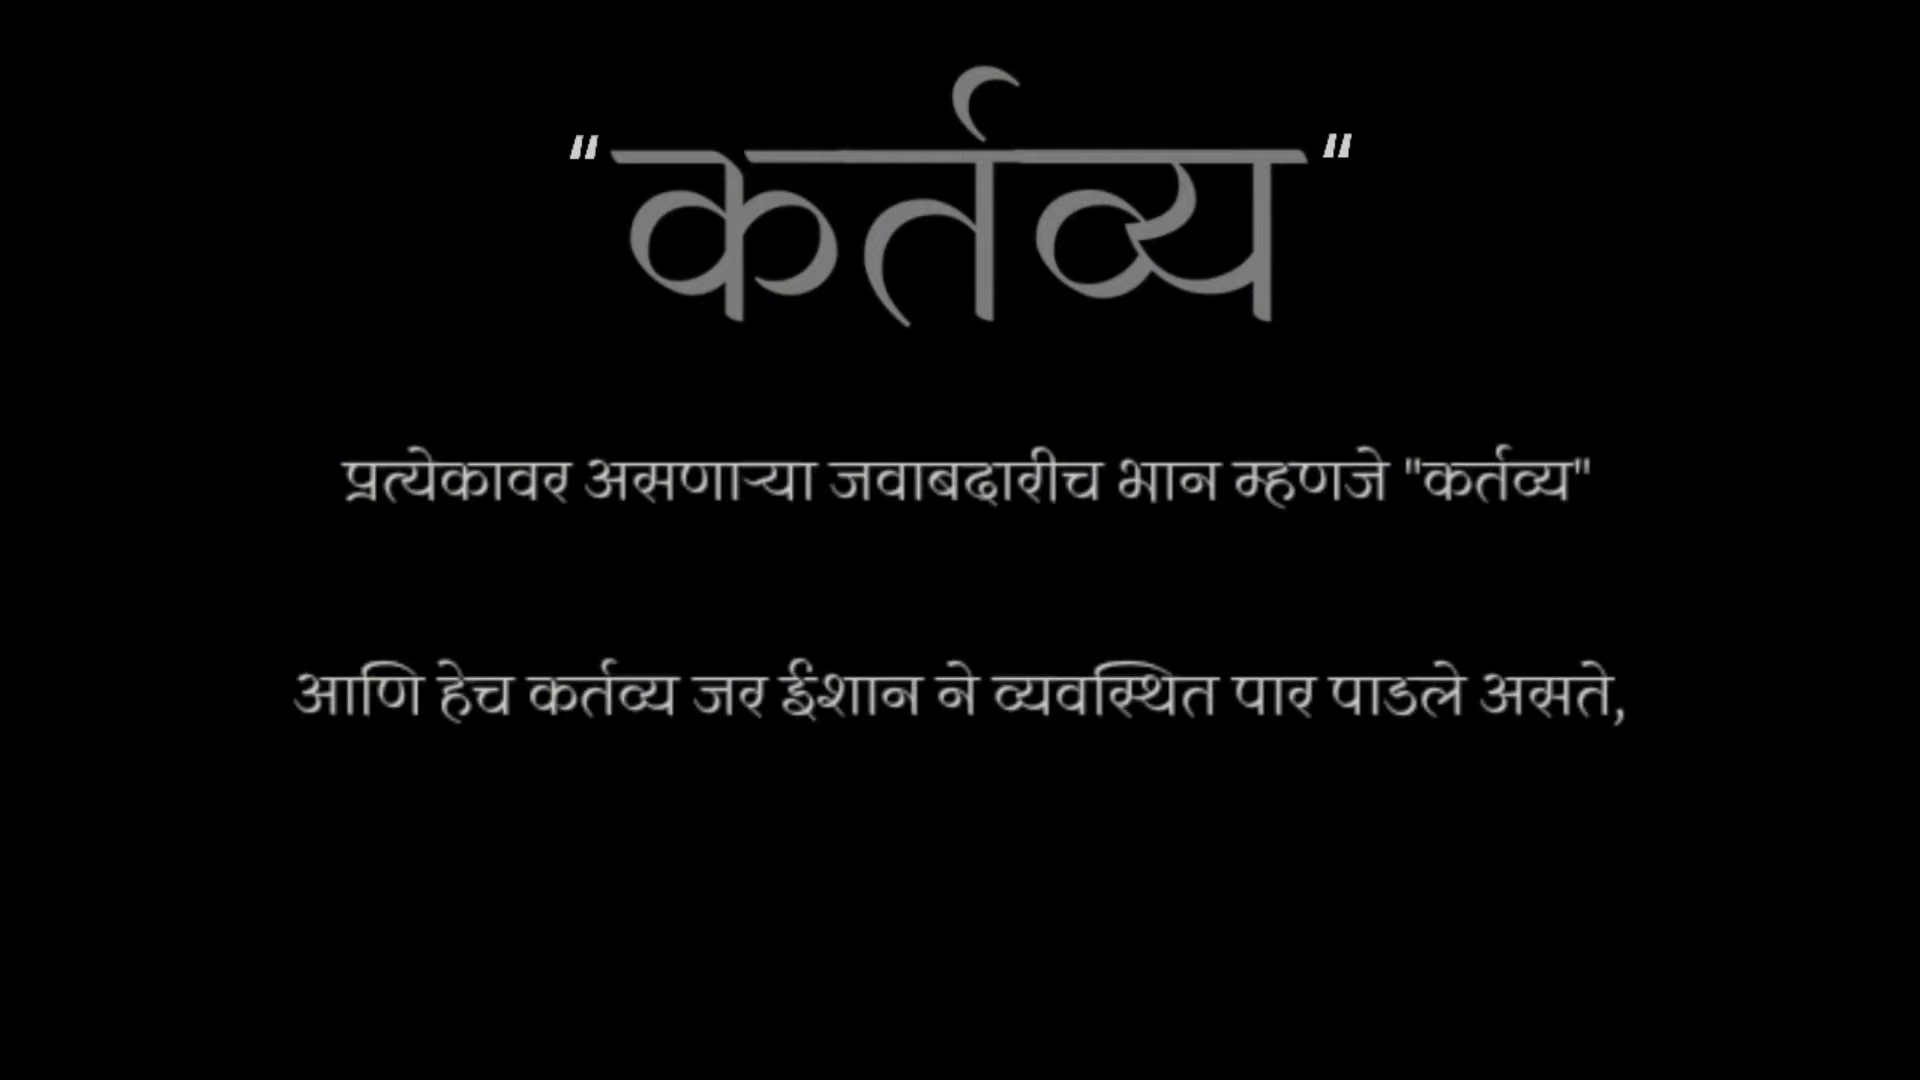 "कर्तव्य"
प्रत्येकावर असणाऱ्या जवाबदारीच भान म्हणजे "कर्तव्य"
आणि हेच कर्तव्य जर ईशान ने व्यवस्थित पार पाडले असते,